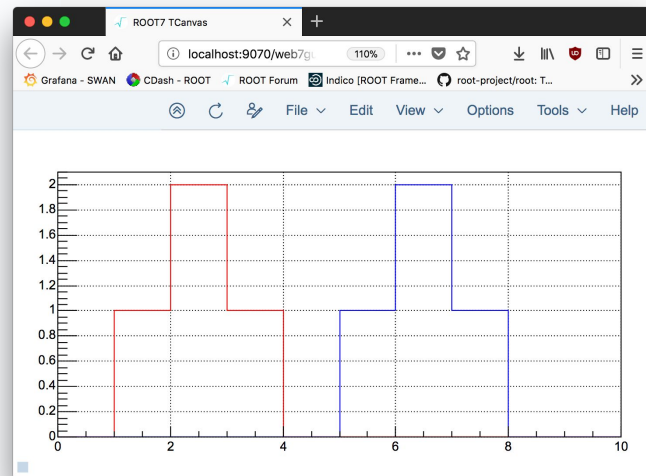 ROOT7 TCanvas
localhost:9070/web7gu 110%
Grafana - SWAN CDash - ROOT ROOT Forum Indico [ROOT Frame... root-project/root: T...
File Edit View Options Tools Help
2
1.8
1.6
1.4
1.2
1
0.8
0.6
0.4
0.2
0
0 2 4 6 8 10